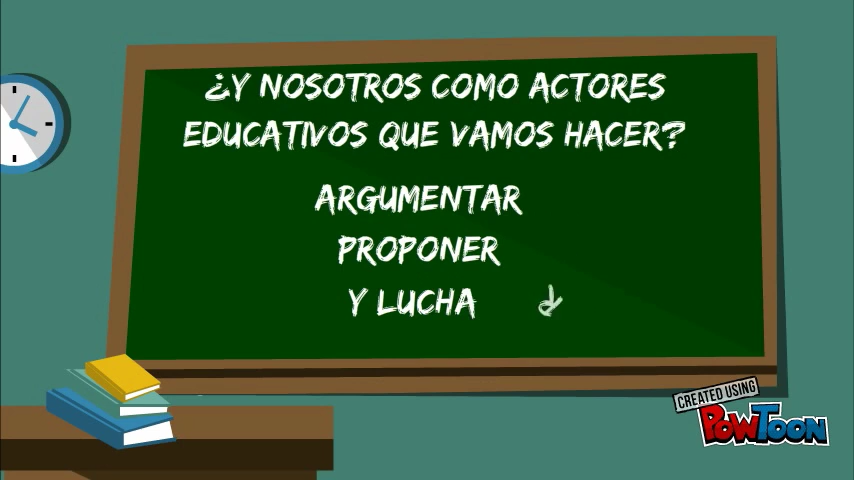 ¿Y NOSOTROS COMO ACTORES
EDUCATIVOS QUE VAMOS HACER?
ARGUMENTAR
PROPONER
Y LUCHA
CREATED USING
POWTOON